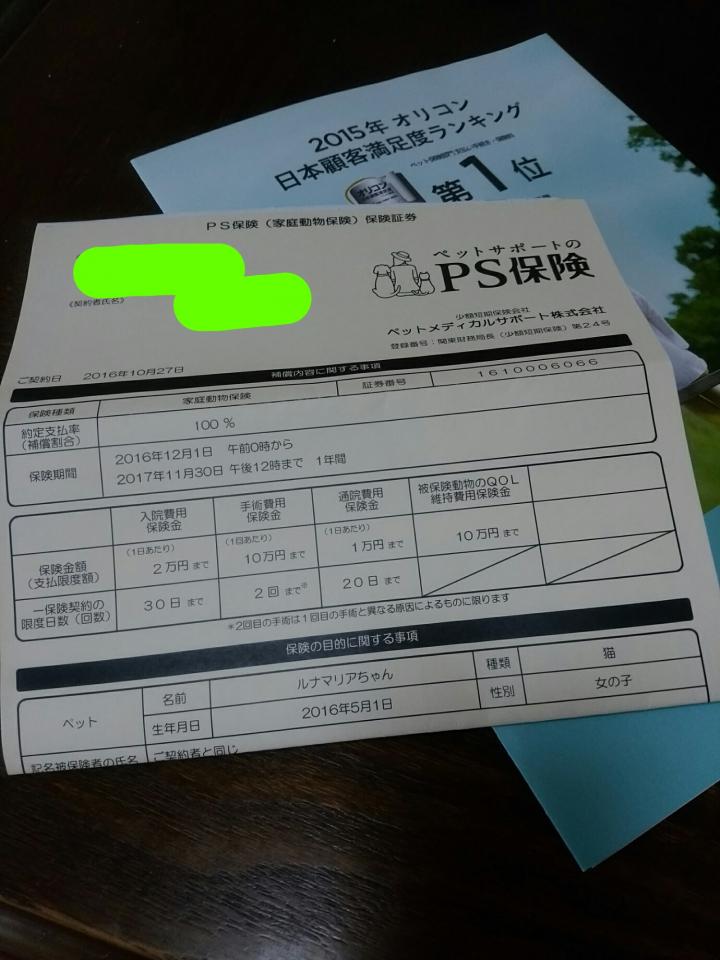 2015年 オリコン
日本顧客満足度ランキング
オリコン
第1位
PS保険（家庭動物保険）保険証券
《契約者氏名》
ペットサポートの
PS保険
少額短期保険会社
ペットメディカルサポート株式会社
登録番号：関東財務局長（少額短期保険）第24号
ご契約日 2016年10月27日
補償内容に関する事項
保険種類 家庭動物保険 証券番号 1610006066
約定支払率
（補償割合） 100 %
保険期間 2016年12月1日 午前0時から
2017年11月30日 午後12時まで 1年間
入院費用
保険金
手術費用
保険金
通院費用
保険金
被保険動物のQOL
維持費用保険金
保険金額
（支払限度額）
（1日あたり）
2万円 まで
（1回あたり）
10万円 まで
（1日あたり）
1万円 まで
10万円 まで
一保険契約の
限度日数（回数）
30日 まで
2回 まで※
20日 まで
※2回目の手術は1回目の手術と異なる原因によるものに限ります
保険の目的に関する事項
ペット
名前 ルナマリアちゃん 種類 猫
生年月日 2016年5月1日 性別 女の子
記名被保険者の氏名 ご契約者と同じ